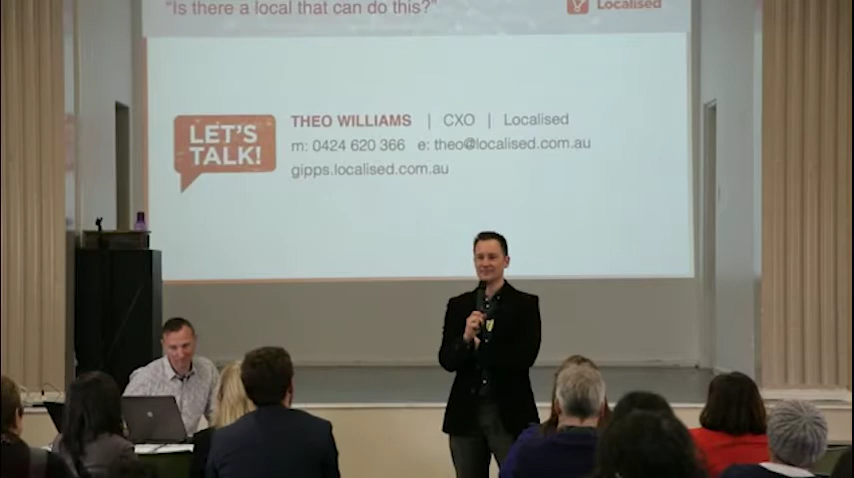 "Is there a local that can do this?"
Localised
LET'S
TALK!
THEO WILLIAMS | CXO | Localised
m: 0424 620 366 e: theo@localised.com.au
gipps.localised.com.au